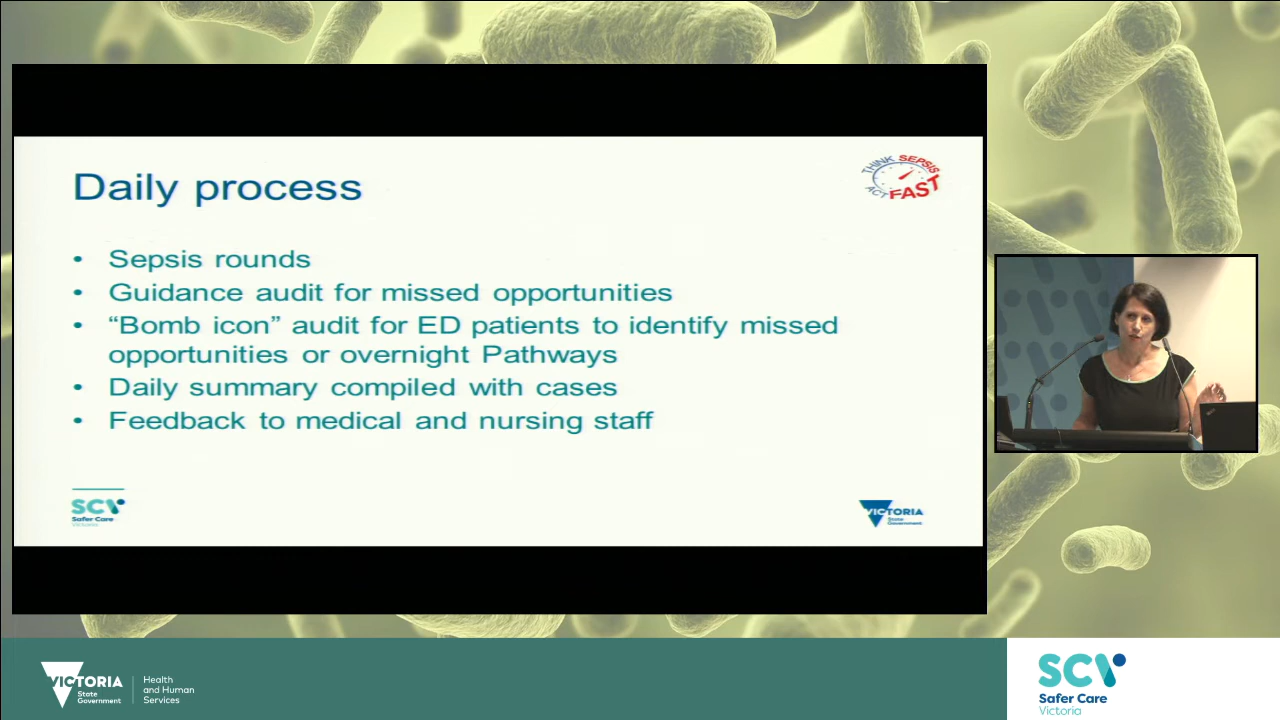 Daily process
THINK SEPSIS
ACT FAST
• Sepsis rounds
• Guidance audit for missed opportunities
• “Bomb icon” audit for ED patients to identify missed
opportunities or overnight Pathways
• Daily summary compiled with cases
• Feedback to medical and nursing staff
SCV
Safer Care
Victoria
VICTORIA
State
Government
VICTORIA
State
Government
Health
and Human
Services
SCV
Safer Care
Victoria